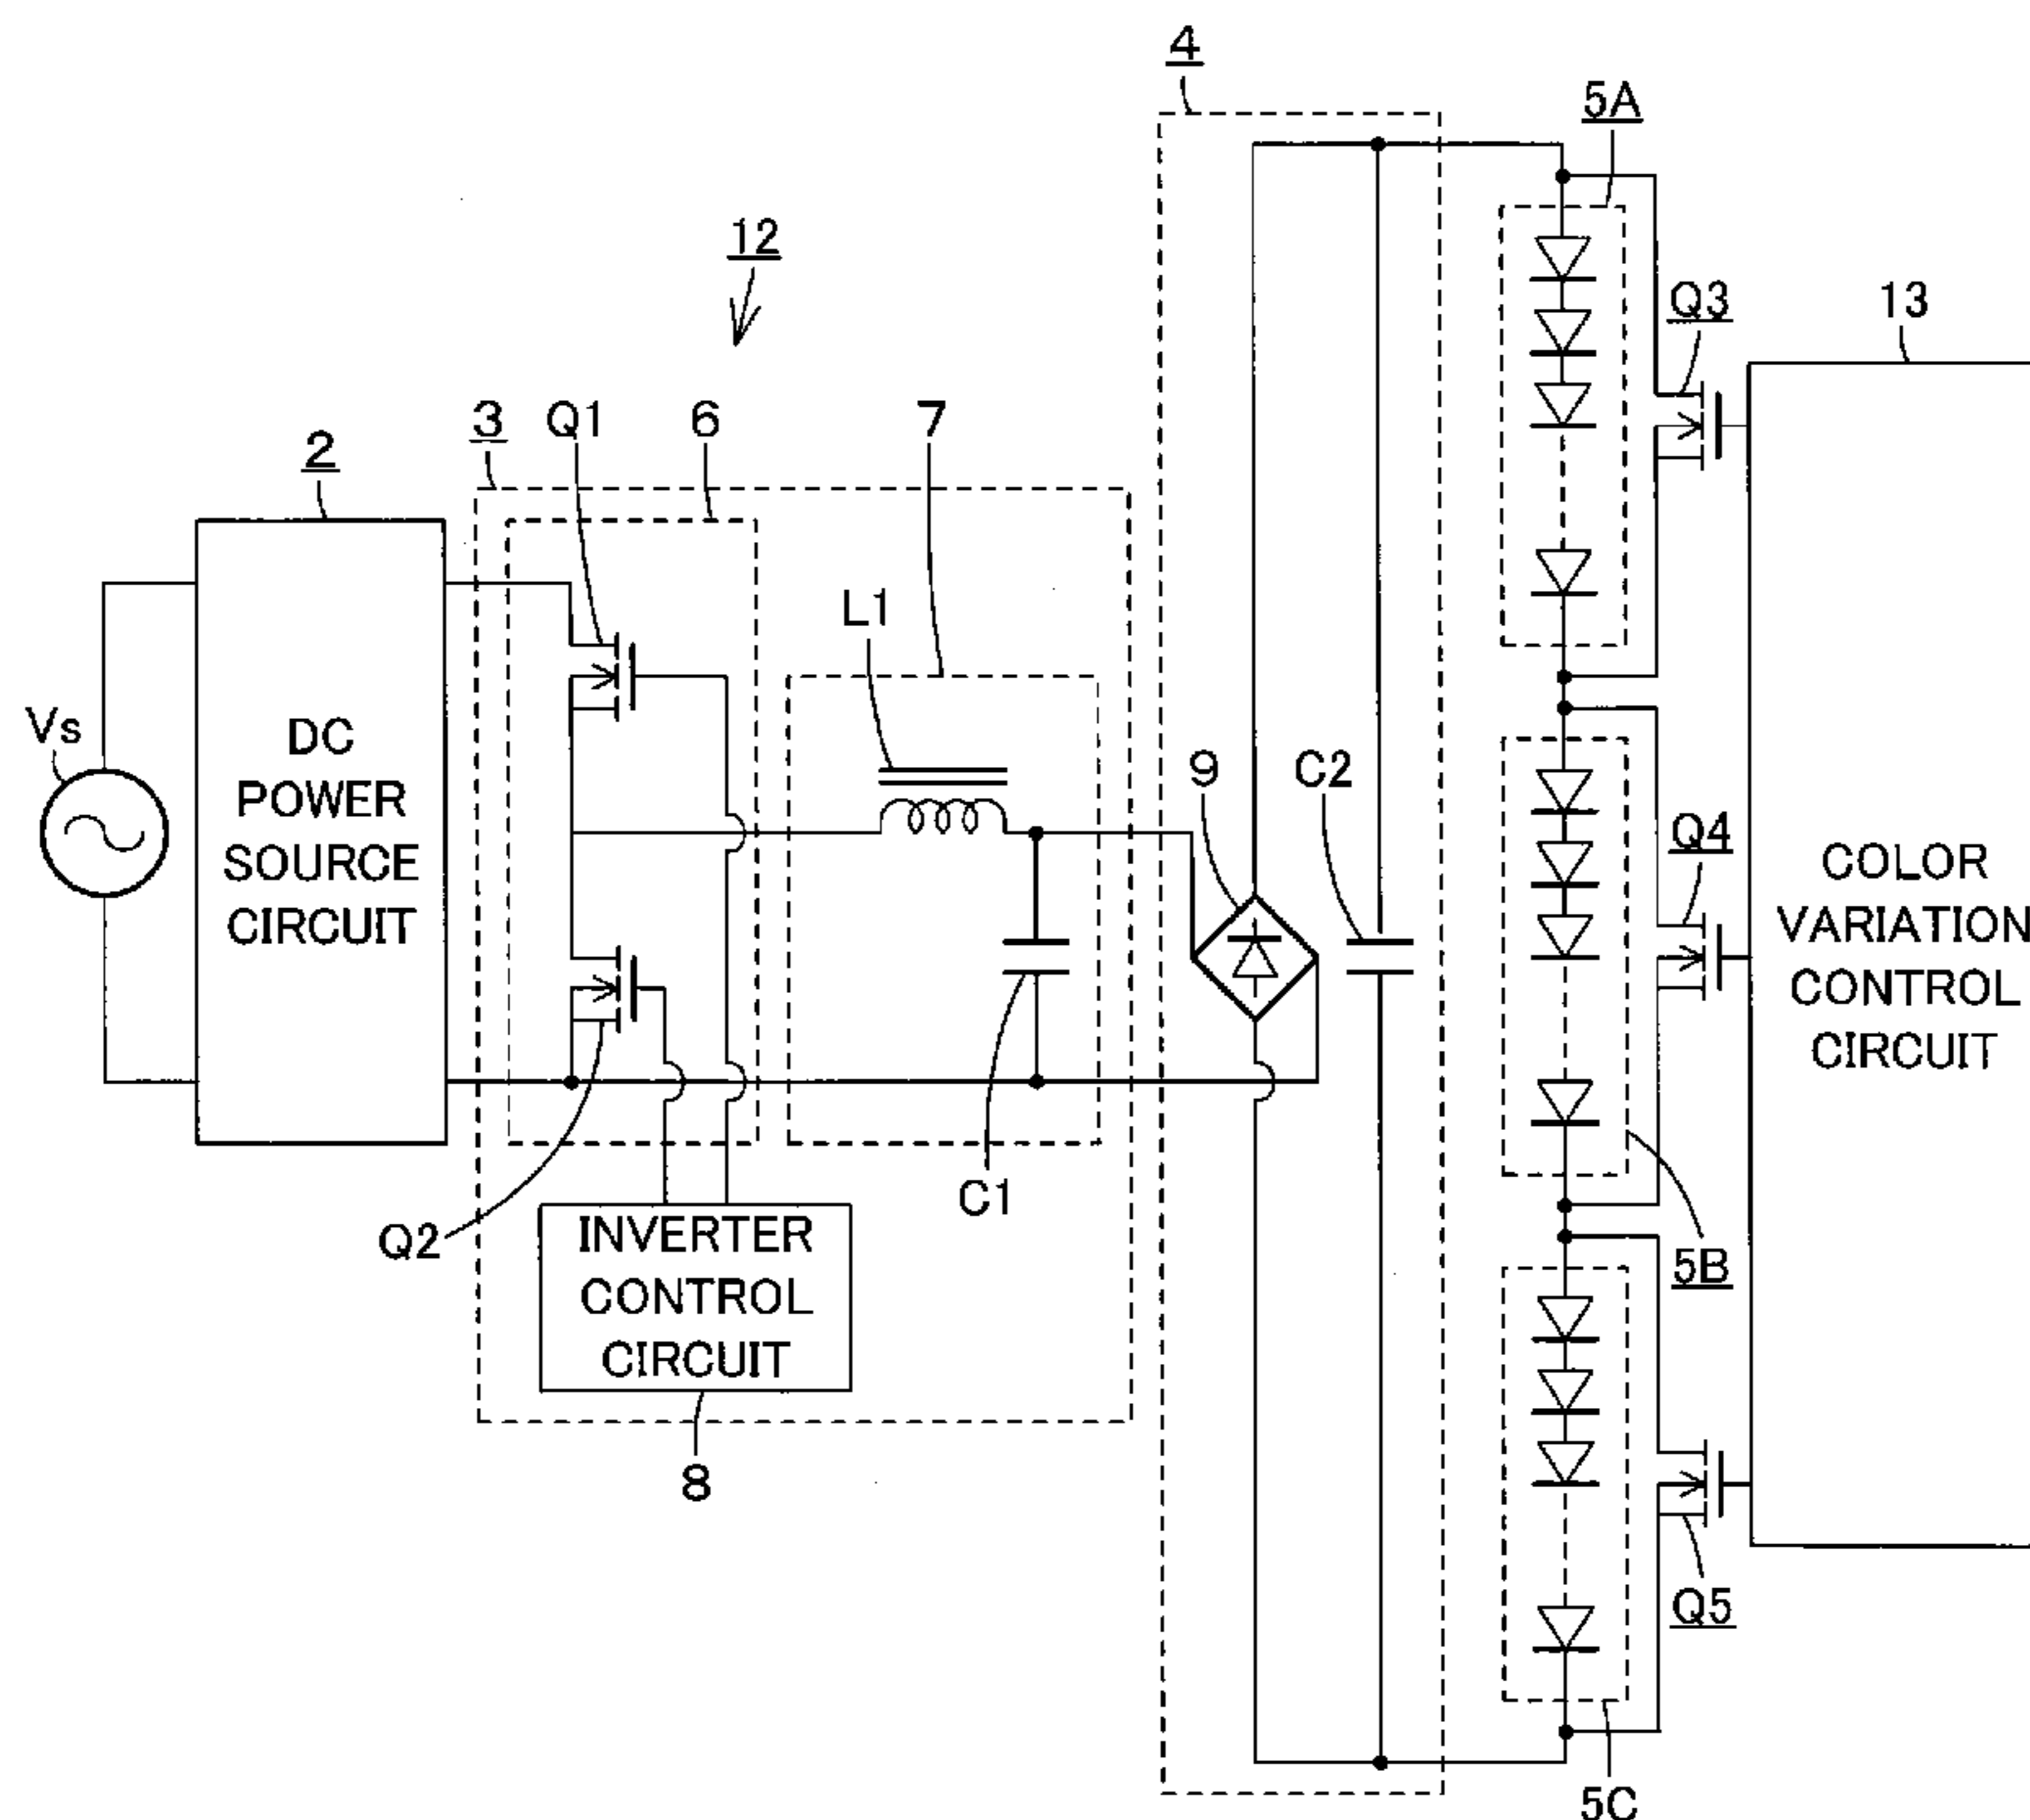 4
5A
12
Q3
13
3
Q1
6
7
2
L1
Vs
DC
POWER
SOURCE
CIRCUIT
9
C2
Q4
COLOR
VARIATION
CONTROL
CIRCUIT
C1
Q2
INVERTER
CONTROL
CIRCUIT
5B
8
Q5
5C